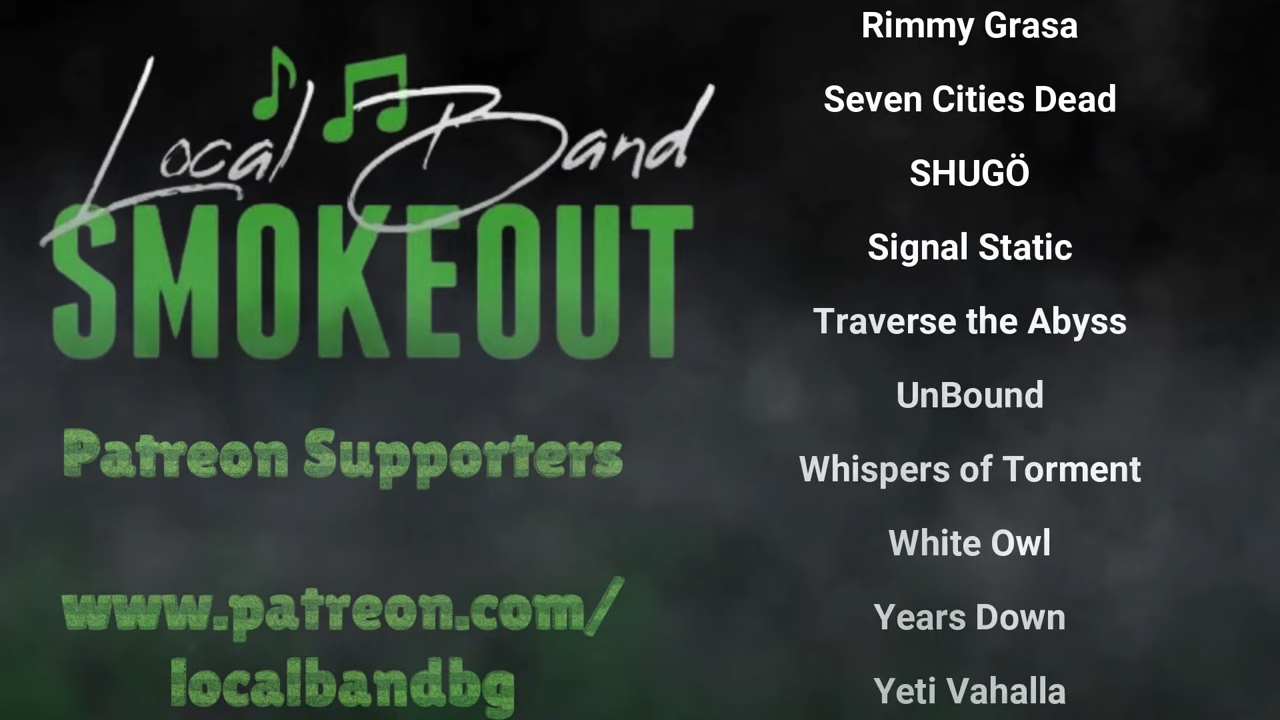 Local Band
SMOKEOUT
Patreon Supporters
www.patreon.com/
localbandbg
Rimmy Grasa
Seven Cities Dead
SHUGÖ
Signal Static
Traverse the Abyss
UnBound
Whispers of Torment
White Owl
Years Down
Yeti Vahalla